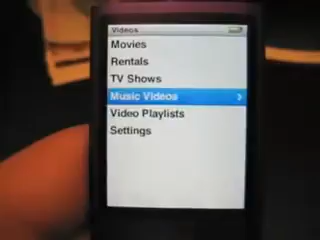 Videos
Movies
Rentals
TV Shows
Music Videos
Video Playlists
Settings